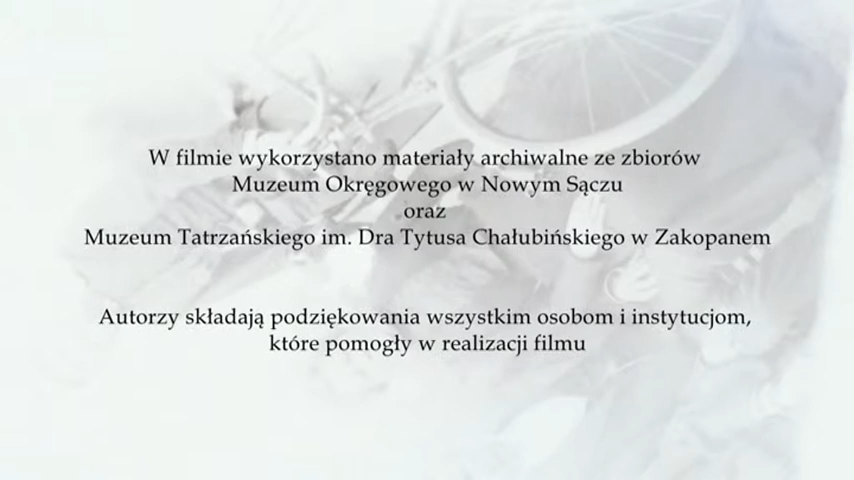 W filmie wykorzystano materiały archiwalne ze zbiorów
Muzeum Okręgowego w Nowym Sączu
oraz
Muzeum Tatrzańskiego im. Dra Tytusa Chałubińskiego w Zakopanem
Autorzy składają podziękowania wszystkim osobom i instytucjom,
które pomogły w realizacji filmu